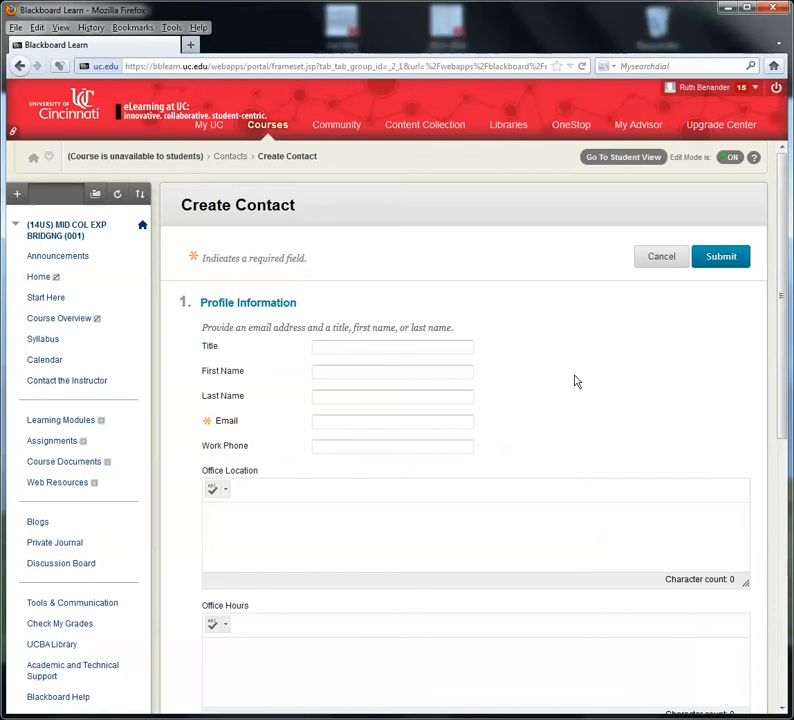 Blackboard Learn - Mozilla Firefox
File Edit View History Bookmarks Tools Help
Blackboard Learn
uc.edu https://bblearn.uc.edu/webapps/portal/frameset.jsp?tab_tab_group_id=_2_1&url=%2Fwebapps%2Fblackboard%2Fe Mysearchdial
Ruth Benander 15
UNIVERSITY OF
Cincinnati
eLearning at UC:
innovative. collaborative. student-centric.
My UC Courses Community Content Collection Libraries OneStop My Advisor Upgrade Center
(Course is unavailable to students) > Contacts > Create Contact Go To Student View Edit Mode is: ON ?
(14US) MID COL EXP
BRIDGNG (001)
Announcements
Home
Start Here
Course Overview
Syllabus
Calendar
Contact the Instructor
Learning Modules
Assignments
Course Documents
Web Resources
Blogs
Private Journal
Discussion Board
Tools & Communication
Check My Grades
UCBA Library
Academic and Technical
Support
Blackboard Help
Create Contact
Indicates a required field.
Cancel Submit
1. Profile Information
Provide an email address and a title, first name, or last name.
Title
First Name
Last Name
Email
Work Phone
Office Location
Character count: 0
Office Hours
Character count: 0